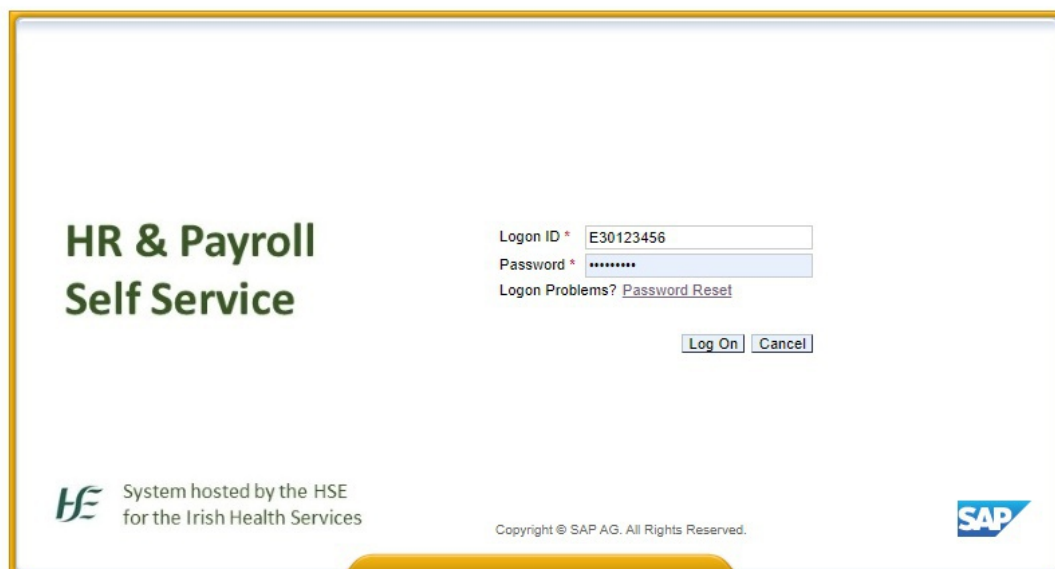 HR & Payroll
Self Service
Logon ID * E30123456
Password * •••••••••
Logon Problems? Password Reset
Log On Cancel
HE System hosted by the HSE
for the Irish Health Services
Copyright © SAP AG. All Rights Reserved.
SAP